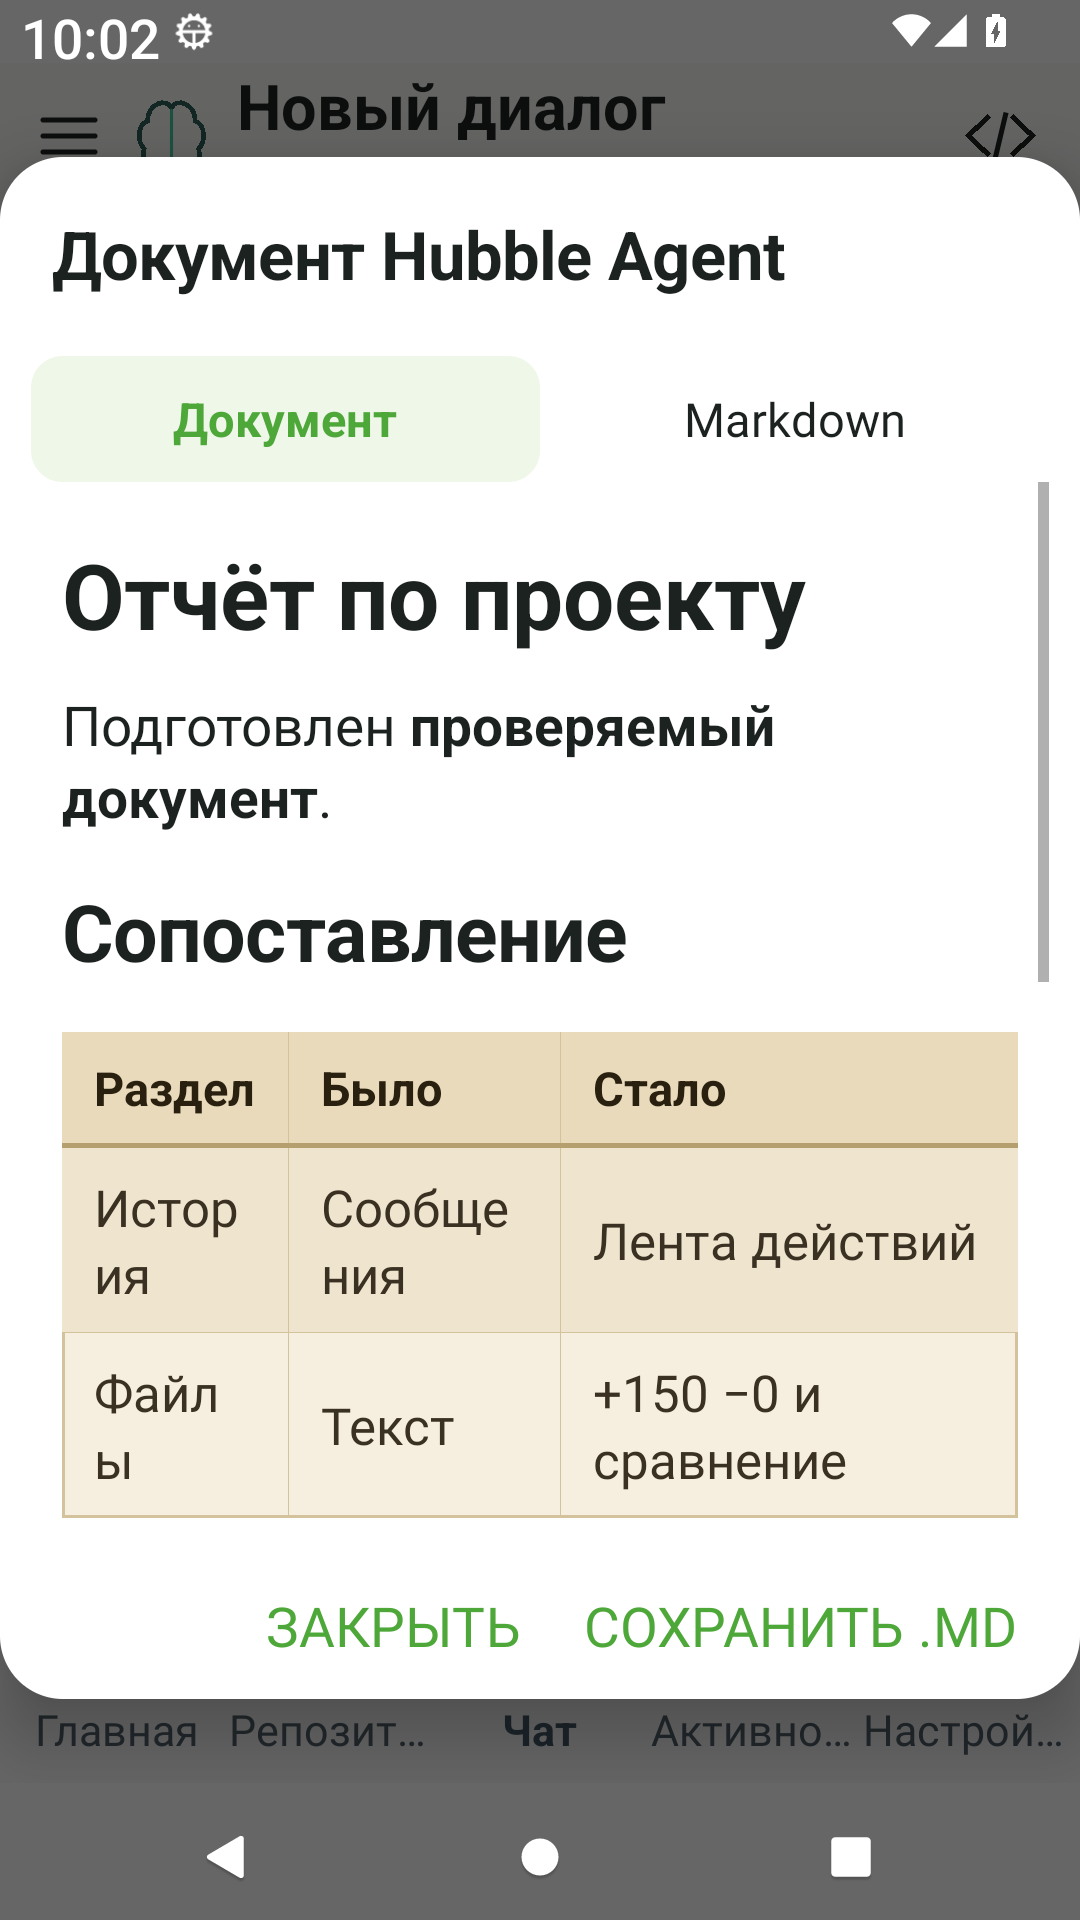 10:02
Новый диалог
Документ Hubble Agent
Документ
Markdown
Отчёт по проекту
Подготовлен проверяемый
документ.
Сопоставление
Раздел
Было
Стало
Истор
ия
Сообще
ния
Лента действий
Файл
ы
Текст
+150 −0 и
сравнение
ЗАКРЫТЬ
СОХРАНИТЬ .MD
Главная
Репозит…
Чат
Активно…
Настрой…